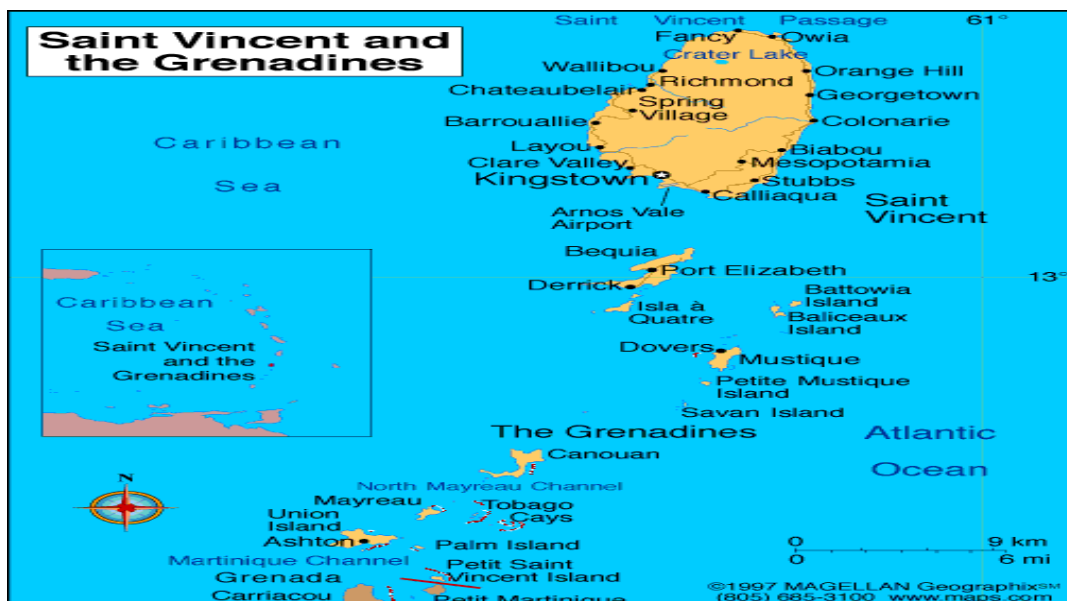 Saint Vincent and
the Grenadines
Saint Vincent Passage
61°
Fancy
Owia
Crater Lake
Wallibou
Orange Hill
Richmond
Chateaubelair
Georgetown
Spring
Village
Barrouallie
Colonarie
Caribbean
Sea
Layou
Biabou
Clare Valley
Mesopotamia
Kingstown
Stubbs
Calliaqua
Saint
Vincent
Arnos Vale
Airport
Bequia
Port Elizabeth
13°
Derrick
Battowia
Island
Isla à
Quatre
Baliceaux
Island
Caribbean
Sea
Saint Vincent
and the
Grenadines
Dovers
Mustique
Petite Mustique
Island
Savan Island
The Grenadines
Atlantic
Ocean
Canouan
North Mayreau Channel
N
Mayreau
Tobago
Cays
Union
Island
Ashton
Palm Island
0 9 km
0 6 mi
Martinique Channel
Petit Saint
Vincent Island
Grenada
Carriacou
Petit Martinique
©1997 MAGELLAN Geographix℠
(805) 685-3100 www.maps.com